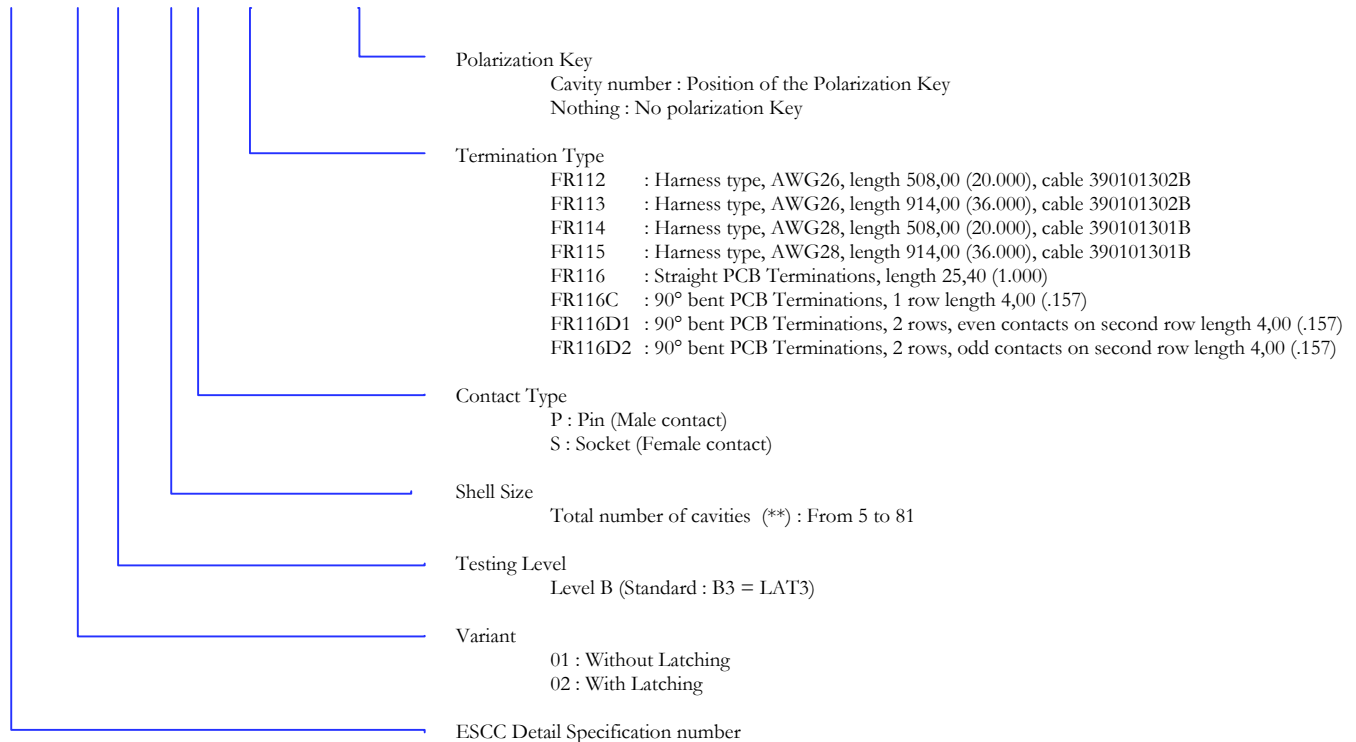 Polarization Key
Cavity number : Position of the Polarization Key
Nothing : No polarization Key
Termination Type
FR112 : Harness type, AWG26, length 508,00 (20.000), cable 390101302B
FR113 : Harness type, AWG26, length 914,00 (36.000), cable 390101302B
FR114 : Harness type, AWG28, length 508,00 (20.000), cable 390101301B
FR115 : Harness type, AWG28, length 914,00 (36.000), cable 390101301B
FR116 : Straight PCB Terminations, length 25,40 (1.000)
FR116C : 90° bent PCB Terminations, 1 row length 4,00 (.157)
FR116D1 : 90° bent PCB Terminations, 2 rows, even contacts on second row length 4,00 (.157)
FR116D2 : 90° bent PCB Terminations, 2 rows, odd contacts on second row length 4,00 (.157)
Contact Type
P : Pin (Male contact)
S : Socket (Female contact)
Shell Size
Total number of cavities (**) : From 5 to 81
Testing Level
Level B (Standard : B3 = LAT3)
Variant
01 : Without Latching
02 : With Latching
ESCC Detail Specification number